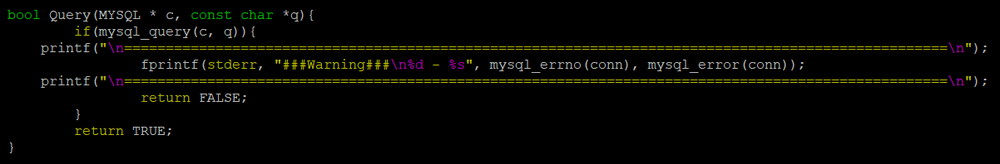 bool Query(MYSQL * c, const char *q){
        if(mysql_query(c, q)){
    printf("\n===================================================================================================\n");
                fprintf(stderr, "###Warning###\n%d - %s", mysql_errno(conn), mysql_error(conn));
    printf("\n===================================================================================================\n");
                return FALSE;
        }
        return TRUE;
}